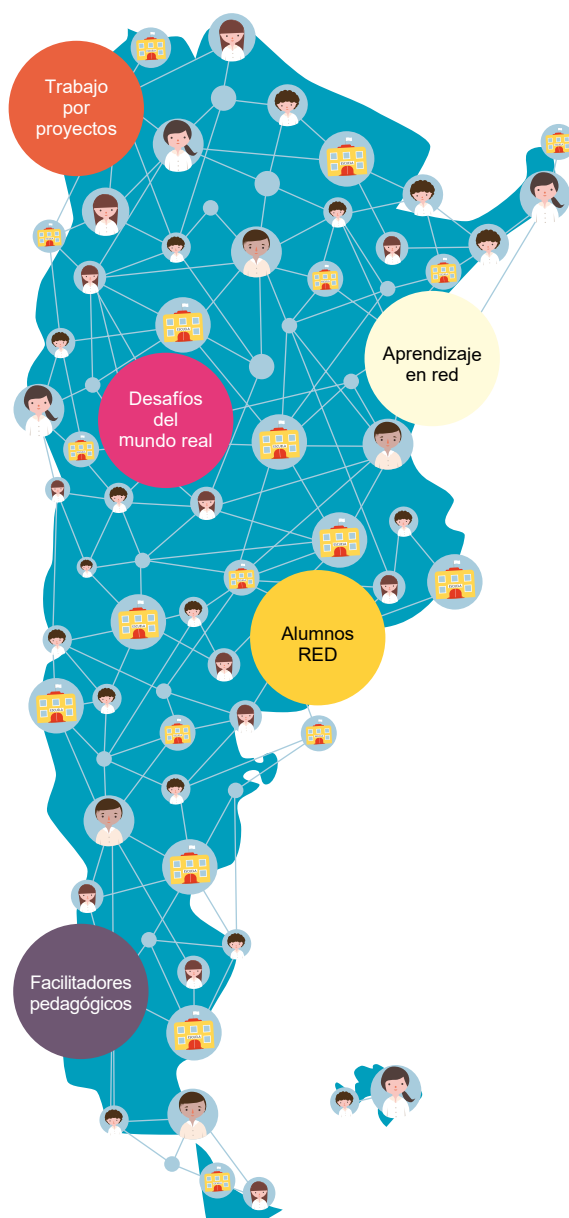 Trabajo
por
proyectos
Aprendizaje
en red
Desafíos
del
mundo real
Alumnos
RED
Facilitadores
pedagógicos